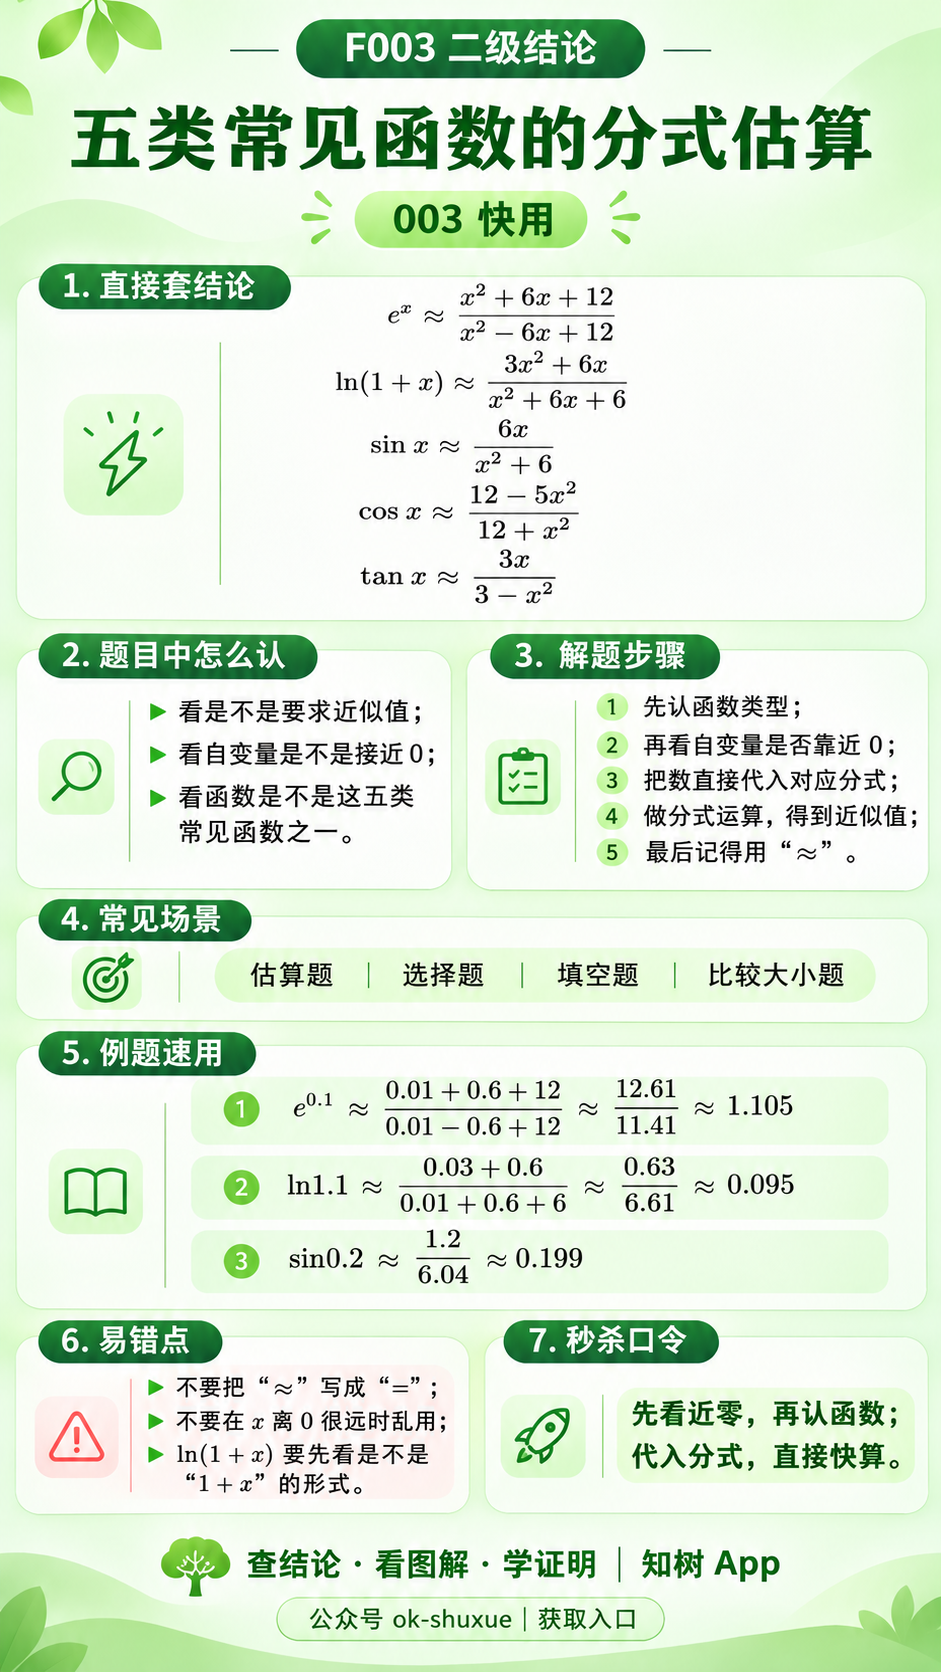 F003 二级结论
五类常见函数的分式估算
003 快用
1. 直接套结论
e^x ≈ (x² + 6x + 12)/(x² − 6x + 12)
ln(1 + x) ≈ (3x² + 6x)/(x² + 6x + 6)
sin x ≈ 6x/(x² + 6)
cos x ≈ (12 − 5x²)/(12 + x²)
tan x ≈ 3x/(3 − x²)
2. 题目中怎么认
▶ 看是不是要求近似值；
▶ 看自变量是不是接近 0；
▶ 看函数是不是这五类
常见函数之一。
3. 解题步骤
1 先认函数类型；
2 再看自变量是否靠近 0；
3 把数直接代入对应分式；
4 做分式运算，得到近似值；
5 最后记得用“≈”。
4. 常见场景
估算题 | 选择题 | 填空题 | 比较大小题
5. 例题速用
1 e^0.1 ≈ (0.01 + 0.6 + 12)/(0.01 − 0.6 + 12) ≈ 12.61/11.41 ≈ 1.105
2 ln1.1 ≈ (0.03 + 0.6)/(0.01 + 0.6 + 6) ≈ 0.63/6.61 ≈ 0.095
3 sin0.2 ≈ 1.2/6.04 ≈ 0.199
6. 易错点
▶ 不要把“≈”写成“=”；
▶ 不要在 x 离 0 很远时乱用；
▶ ln(1 + x) 要先看是不是
“1 + x”的形式。
7. 秒杀口令
先看近零，再认函数；
代入分式，直接快算。
查结论 · 看图解 · 学证明 | 知树 App
公众号 ok-shuxue | 获取入口